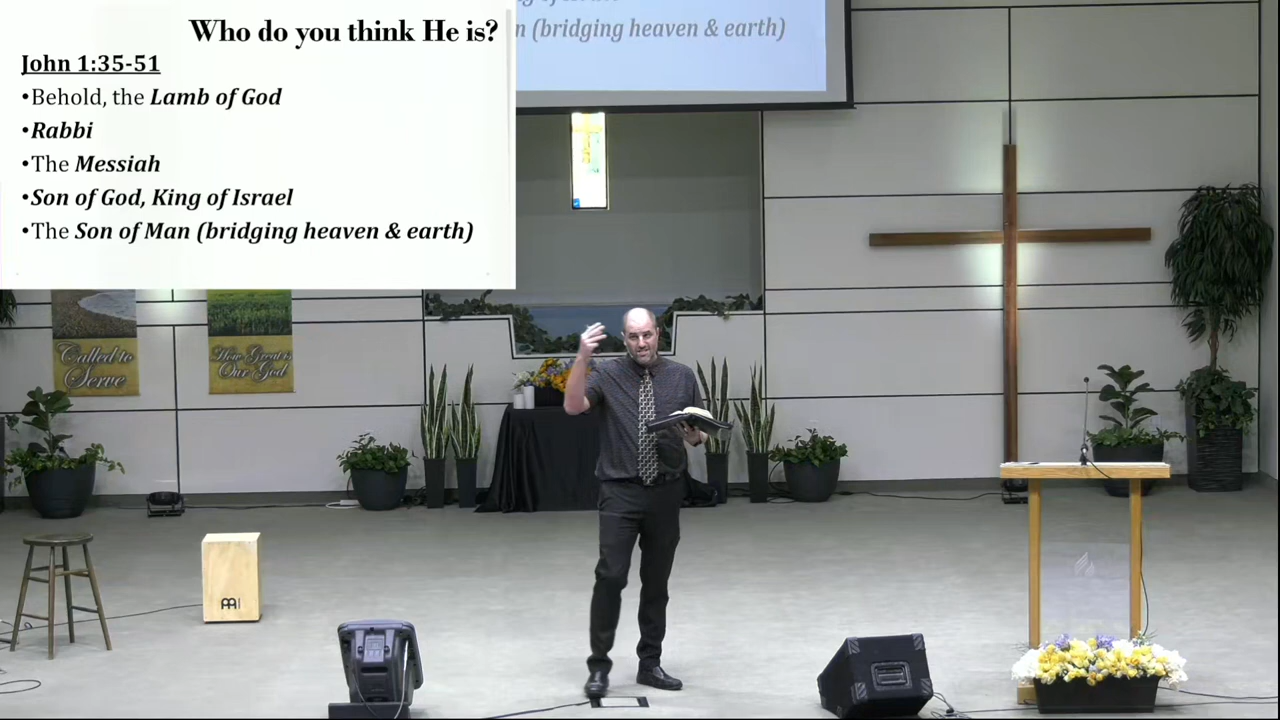 Who do you think He is?
John 1:35-51
•Behold, the Lamb of God
•Rabbi
•The Messiah
•Son of God, King of Israel
•The Son of Man (bridging heaven & earth)
(bridging heaven & earth)
Called to
Serve
How Great is
Our God